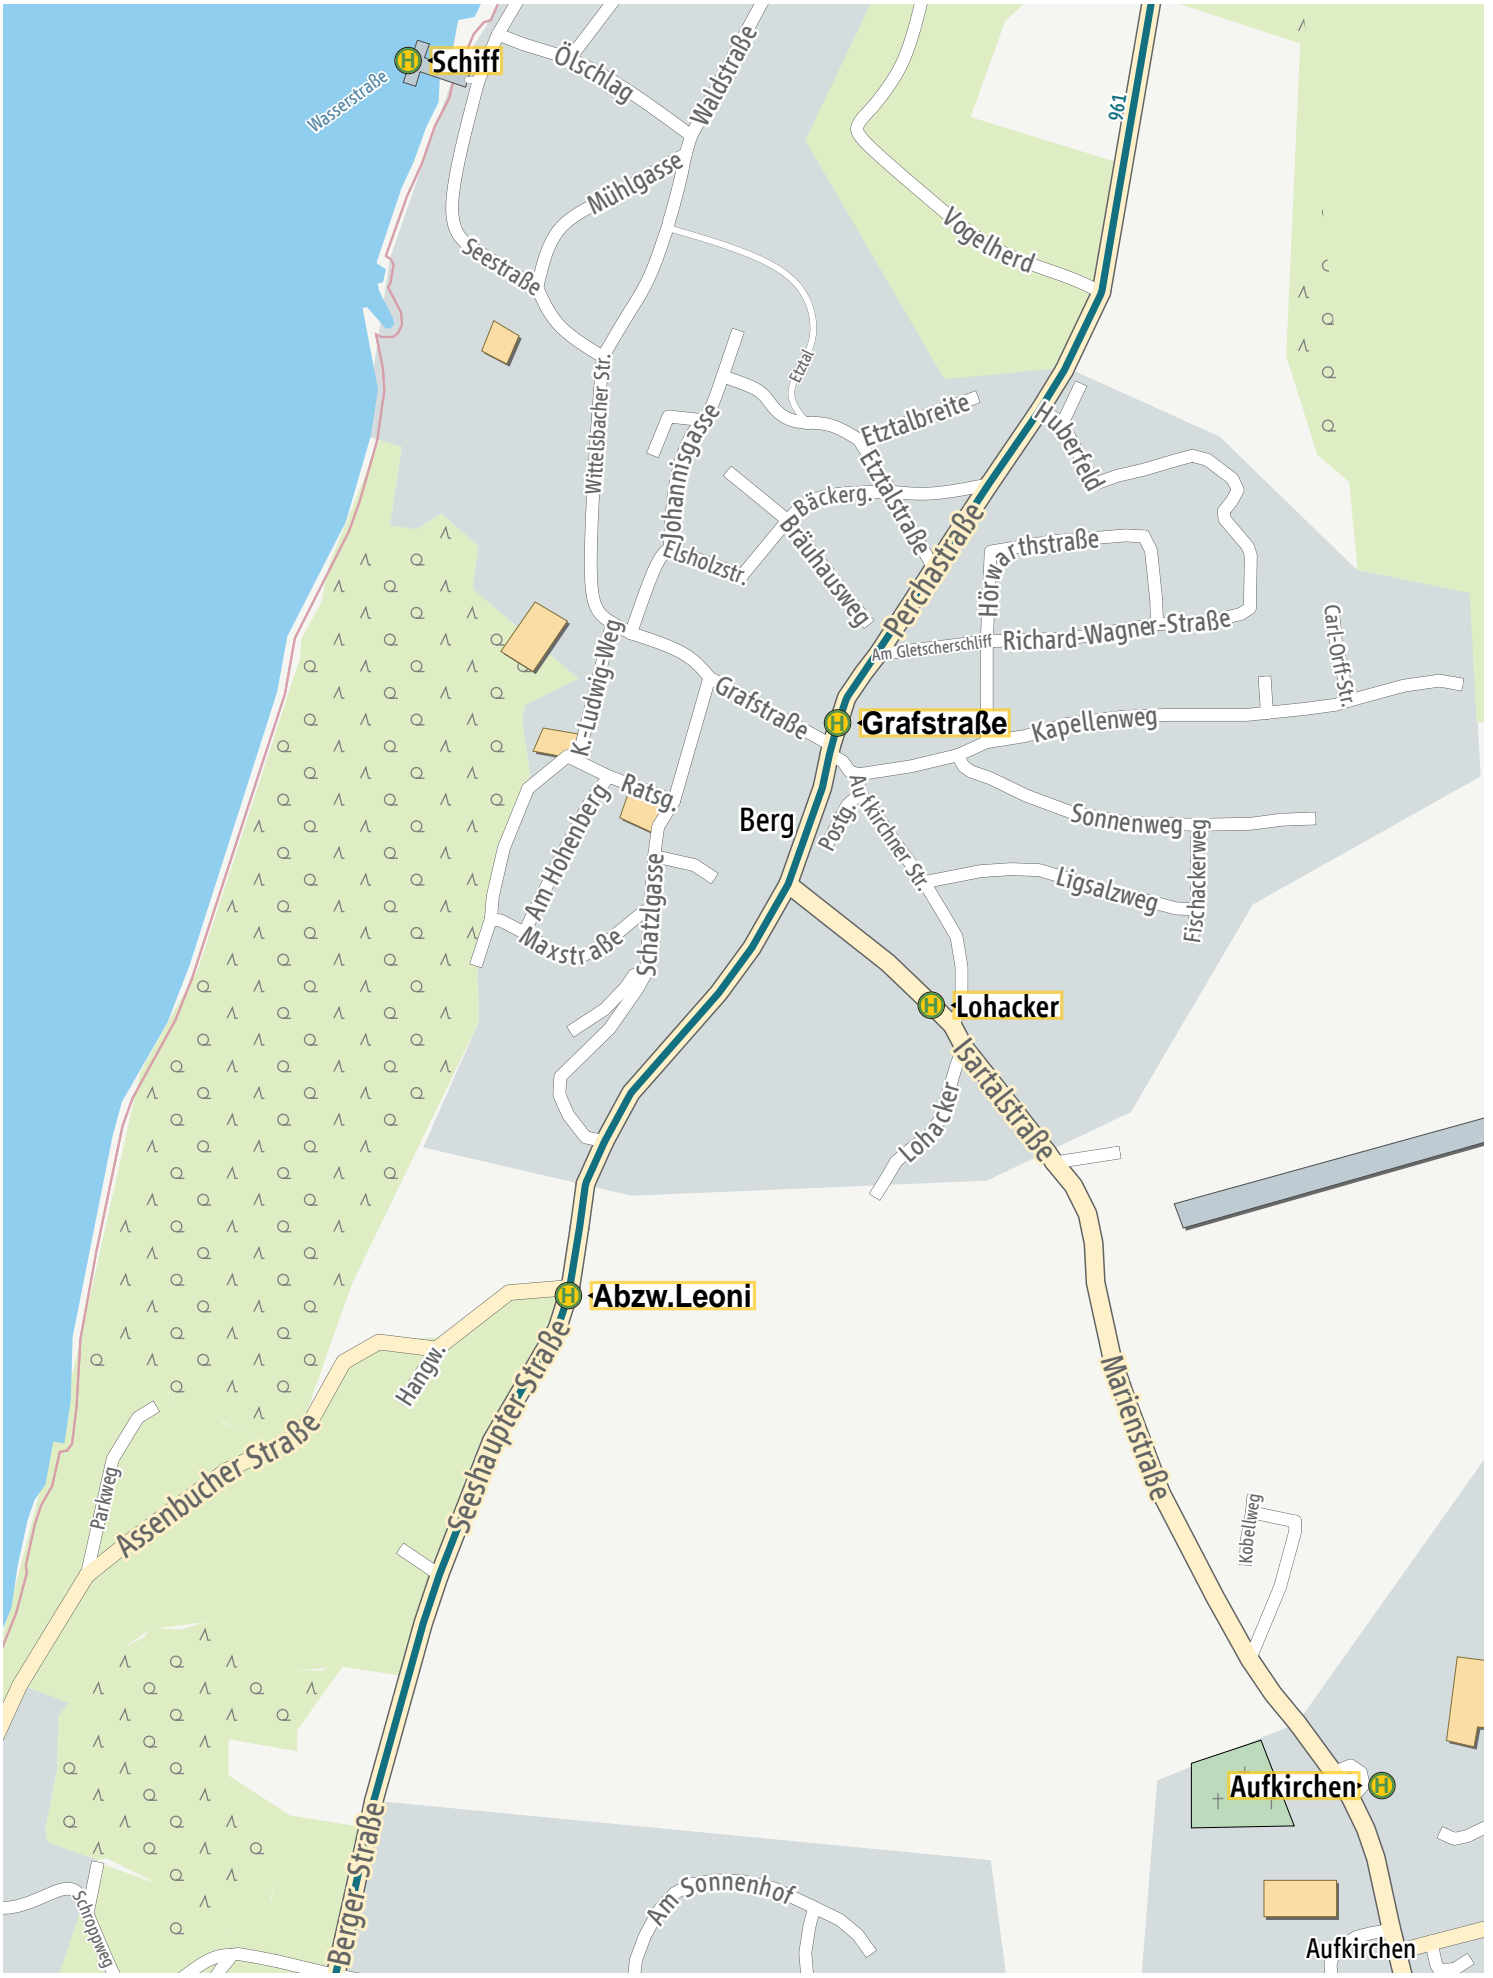 Schiff
Wasserstraße
Ölschlag
Waldstraße
961
Mühlgasse
Seestraße
Vogelherd
Etztal
Wittelsbacher Str.
Johannisgasse
Etztalbreite
Huberfeld
Etztalstraße
Bäckerg.
Bräuhausweg
Elsholzstr.
Perchastraße
Hörwarthstraße
Am Gletscherschliff
Richard-Wagner-Straße
Carl-Orff-Str.
K.-Ludwig-Weg
Grafstraße
Grafstraße
Kapellenweg
Ratsg.
Am Hohenberg
Berg
Postg.
Aufkirchner Str.
Sonnenweg
Fischackerweg
Ligsalzweg
Schatzlgasse
Maxstraße
Lohacker
Isartalstraße
Lohacker
Abzw.Leoni
Hangw.
Seeshaupter-Straße
Marienstraße
Assenbucher Straße
Parkweg
Kobellweg
Aufkirchen
Berger-Straße
Am Sonnenhof
Schroppweg
Aufkirchen